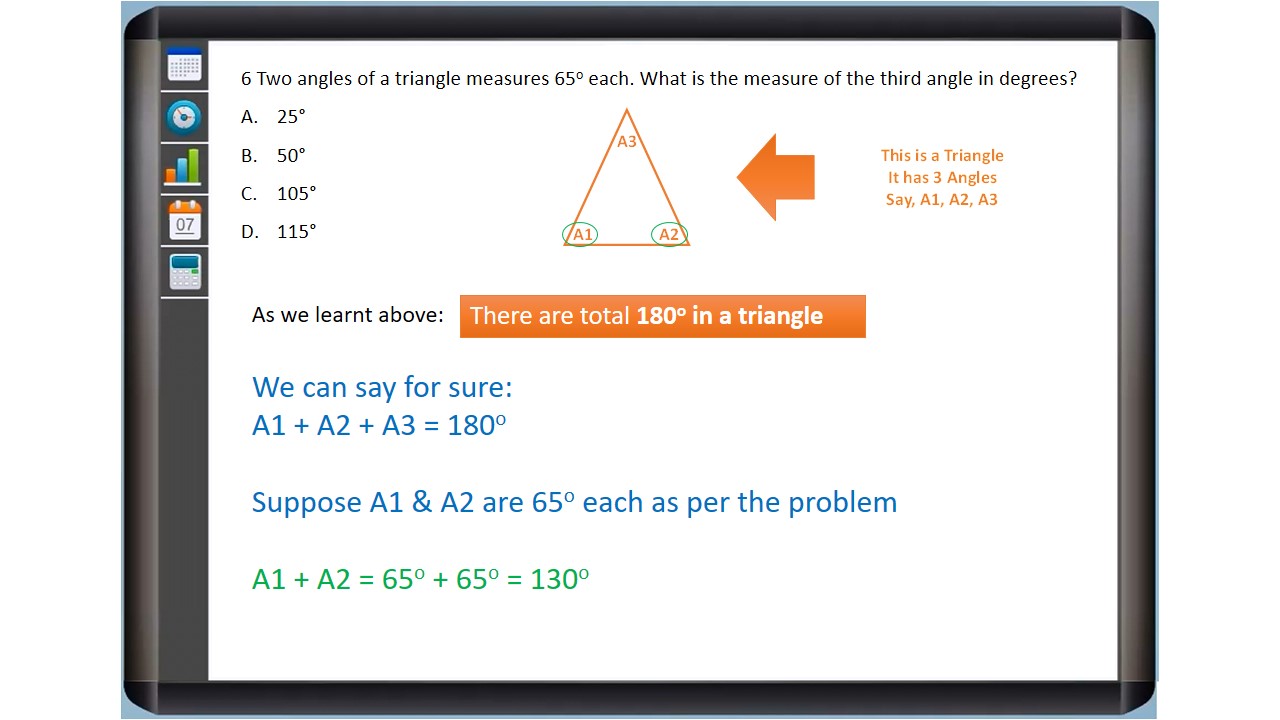 6 Two angles of a triangle measures 65° each. What is the measure of the third angle in degrees?
A. 25°
B. 50°
C. 105°
D. 115°
A3
A1
A2
This is a Triangle
It has 3 Angles
Say, A1, A2, A3
07
As we learnt above:
There are total 180° in a triangle
We can say for sure:
A1 + A2 + A3 = 180°
Suppose A1 & A2 are 65° each as per the problem
A1 + A2 = 65° + 65° = 130°